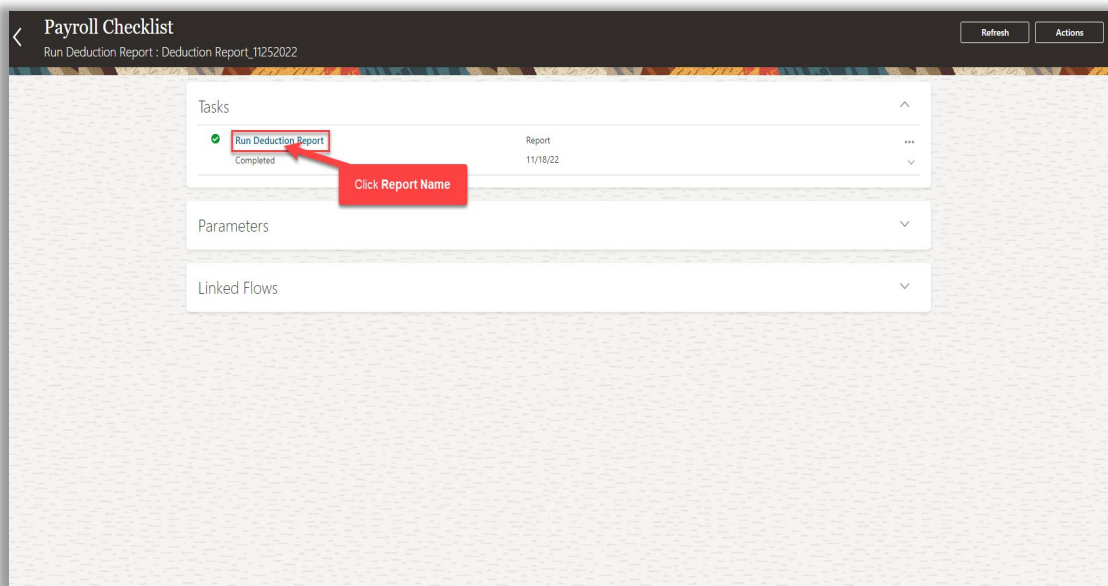 Payroll Checklist
Run Deduction Report : Deduction Report_11252022
Refresh
Actions
Tasks
Run Deduction Report
Report
Completed
11/18/22
Click Report Name
Parameters
Linked Flows